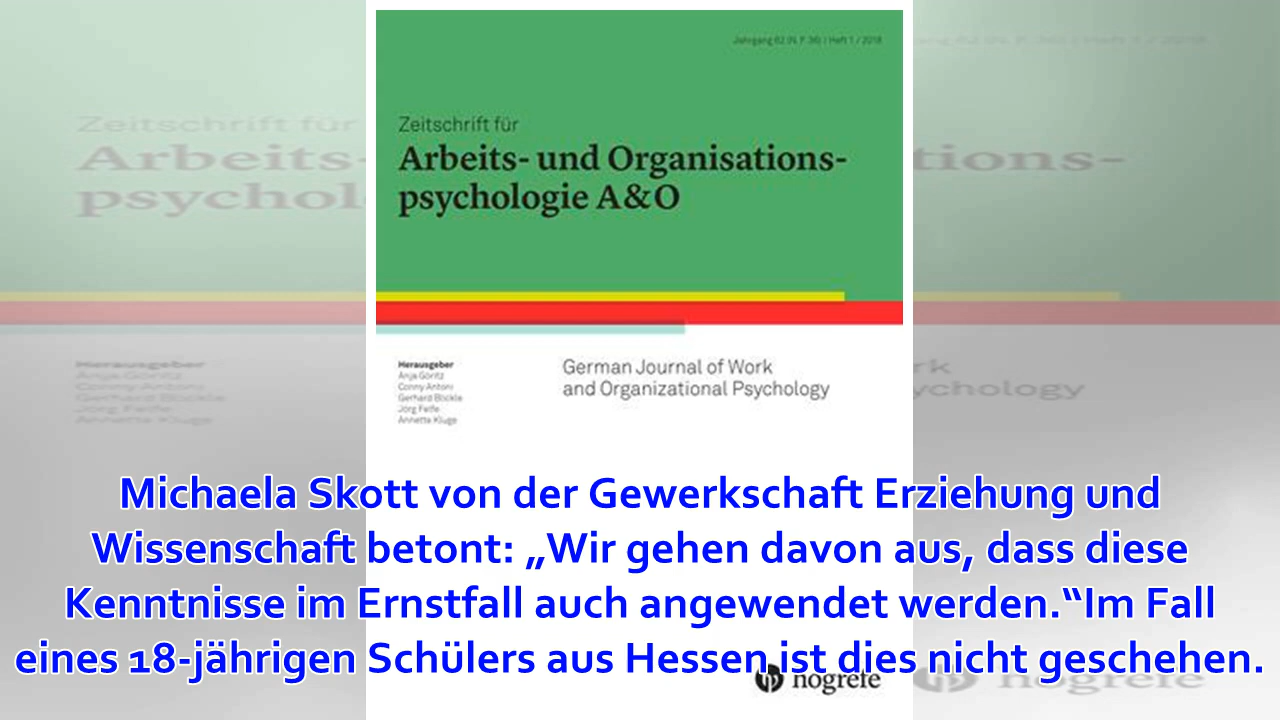 Jahrgang 62 (N. F. 36) / Heft 1 / 2018
Zeitschrift für
Arbeits- und Organisations-
psychologie A&O
Herausgeber
Anja Göritz
Conny Antoni
Gerhard Blickle
Jörg Felfe
Annette Kluge
German Journal of Work
and Organizational Psychology
Michaela Skott von der Gewerkschaft Erziehung und
Wissenschaft betont: „Wir gehen davon aus, dass diese
Kenntnisse im Ernstfall auch angewendet werden.“Im Fall
eines 18-jährigen Schülers aus Hessen ist dies nicht geschehen.
hogrefe